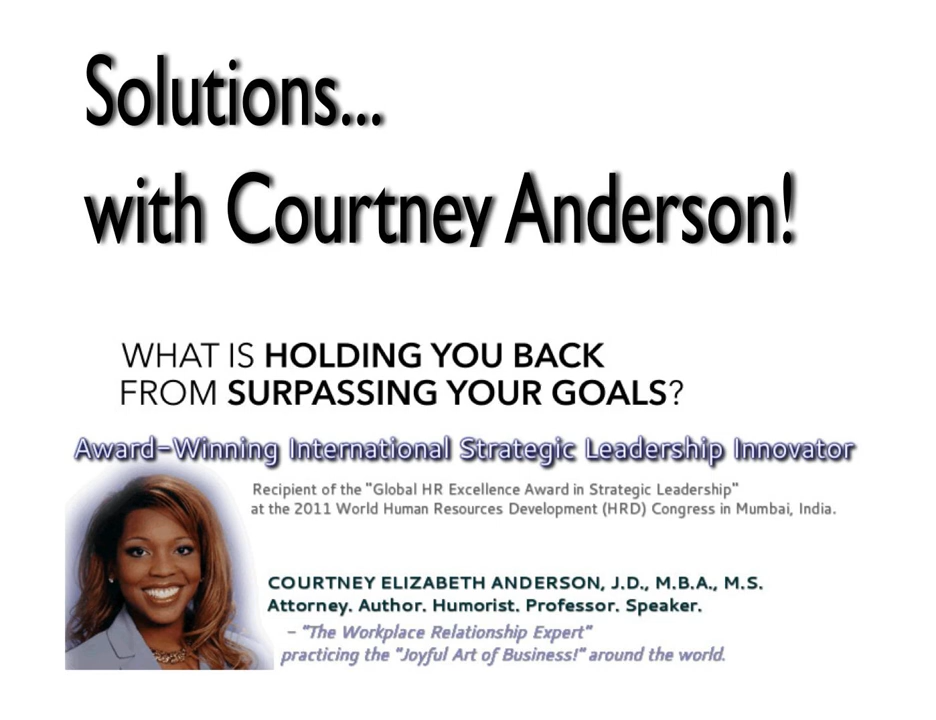 Solutions...
with Courtney Anderson!
WHAT IS HOLDING YOU BACK
FROM SURPASSING YOUR GOALS?
Award-Winning International Strategic Leadership Innovator
Recipient of the "Global HR Excellence Award in Strategic Leadership"
at the 2011 World Human Resources Development (HRD) Congress in Mumbai, India.
COURTNEY ELIZABETH ANDERSON, J.D., M.B.A., M.S.
Attorney. Author. Humorist. Professor. Speaker.
- "The Workplace Relationship Expert"
practicing the "Joyful Art of Business!" around the world.